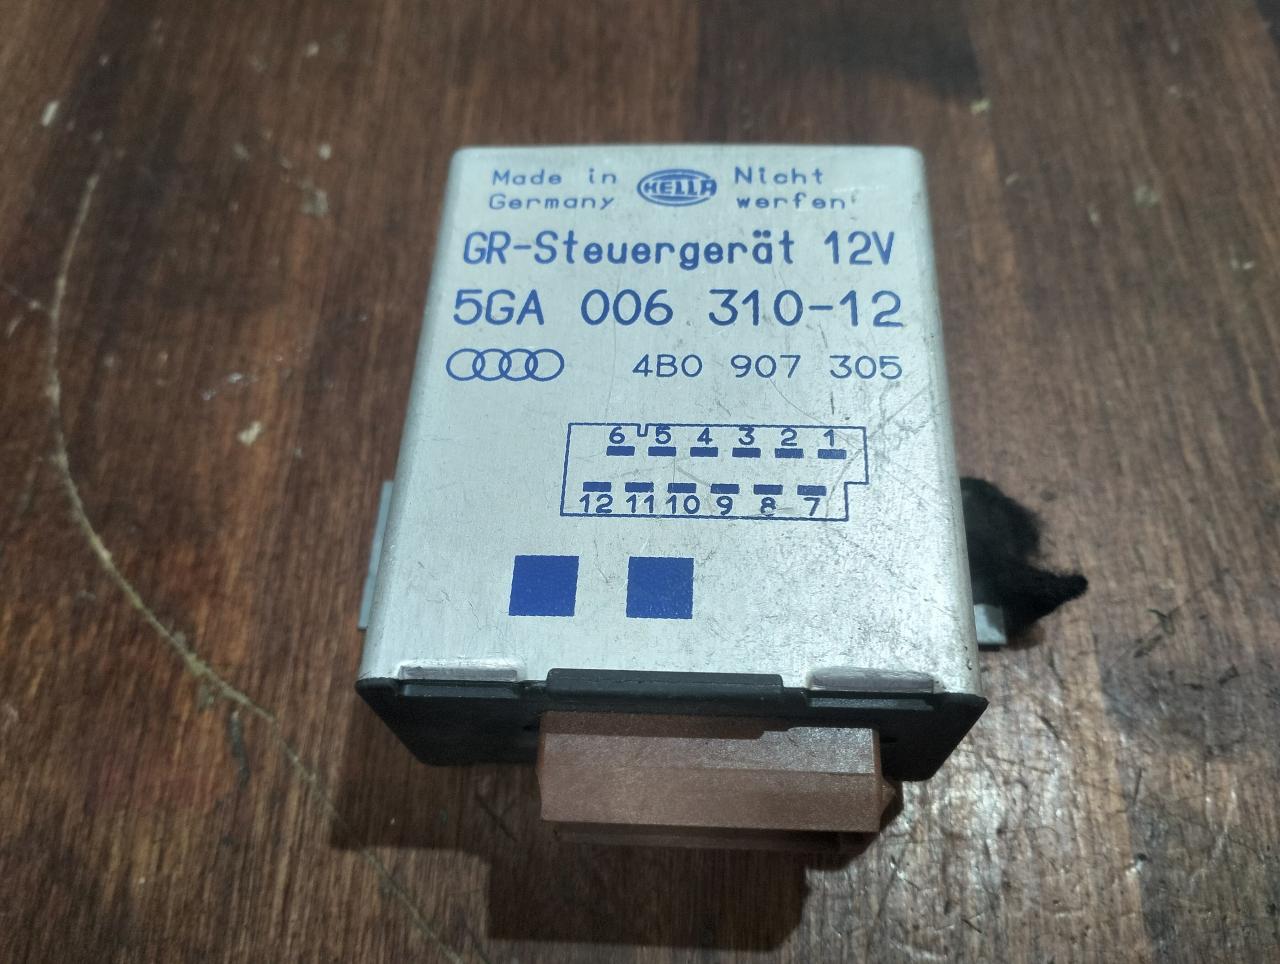 Made in Germany HELLA Nicht werfen
GR-Steuergerät 12V
5GA 006 310-12
4B0 907 305
6 5 4 3 2 1
12 11 10 9 8 7